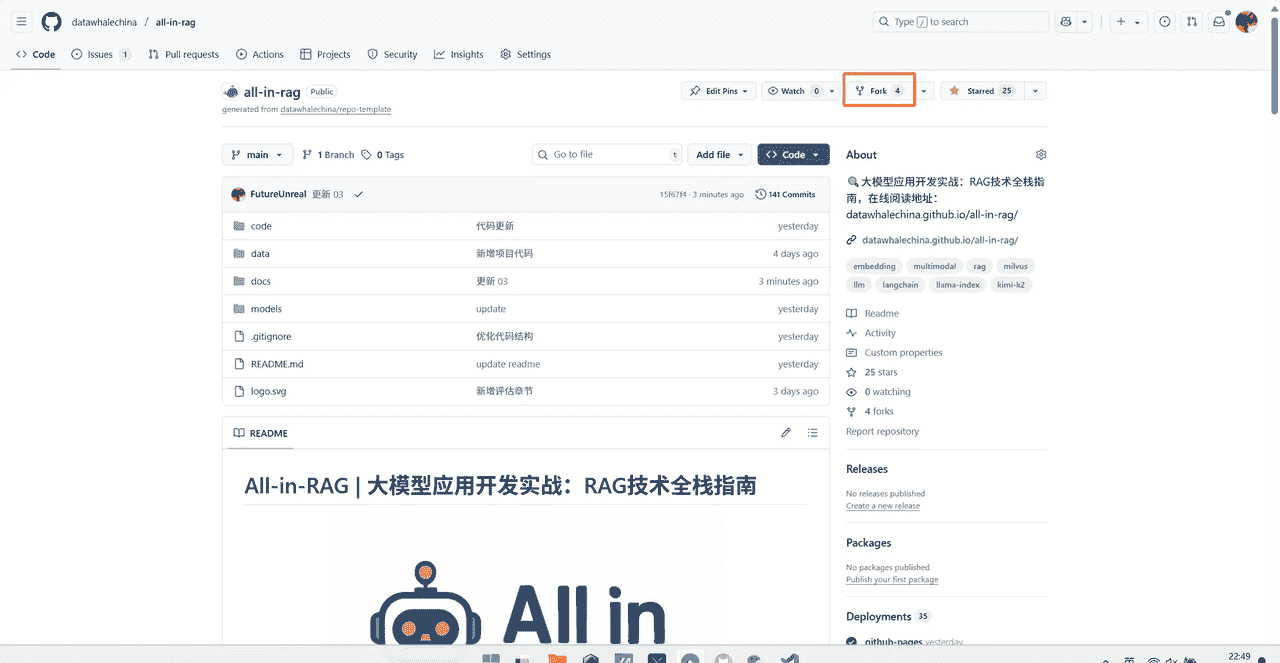 datawhalechina / all-in-rag
Type / to search
Code Issues 1 Pull requests Actions Projects Security Insights Settings
all-in-rag Public
generated from datawhalechina/repo-template
Edit Pins Watch 0 Fork 4 Starred 25
main 1 Branch 0 Tags Go to file t Add file Code
FutureUnreal 更新 03 15f67f4 · 3 minutes ago 141 Commits
code 代码更新 yesterday
data 新增项目代码 4 days ago
docs 更新 03 3 minutes ago
models update yesterday
.gitignore 优化代码结构 yesterday
README.md update readme yesterday
logo.svg 新增评估章节 3 days ago
README
All-in-RAG | 大模型应用开发实战：RAG技术全栈指南
All in
About
大模型应用开发实战：RAG技术全栈指
南，在线阅读地址：
datawhalechina.github.io/all-in-rag/
datawhalechina.github.io/all-in-rag/
embedding multimodal rag milvus
llm langchain llama-index kimi-k2
Readme
Activity
Custom properties
25 stars
0 watching
4 forks
Report repository
Releases
No releases published
Create a new release
Packages
No packages published
Publish your first package
Deployments 35
github-pages yesterday
英
22:49